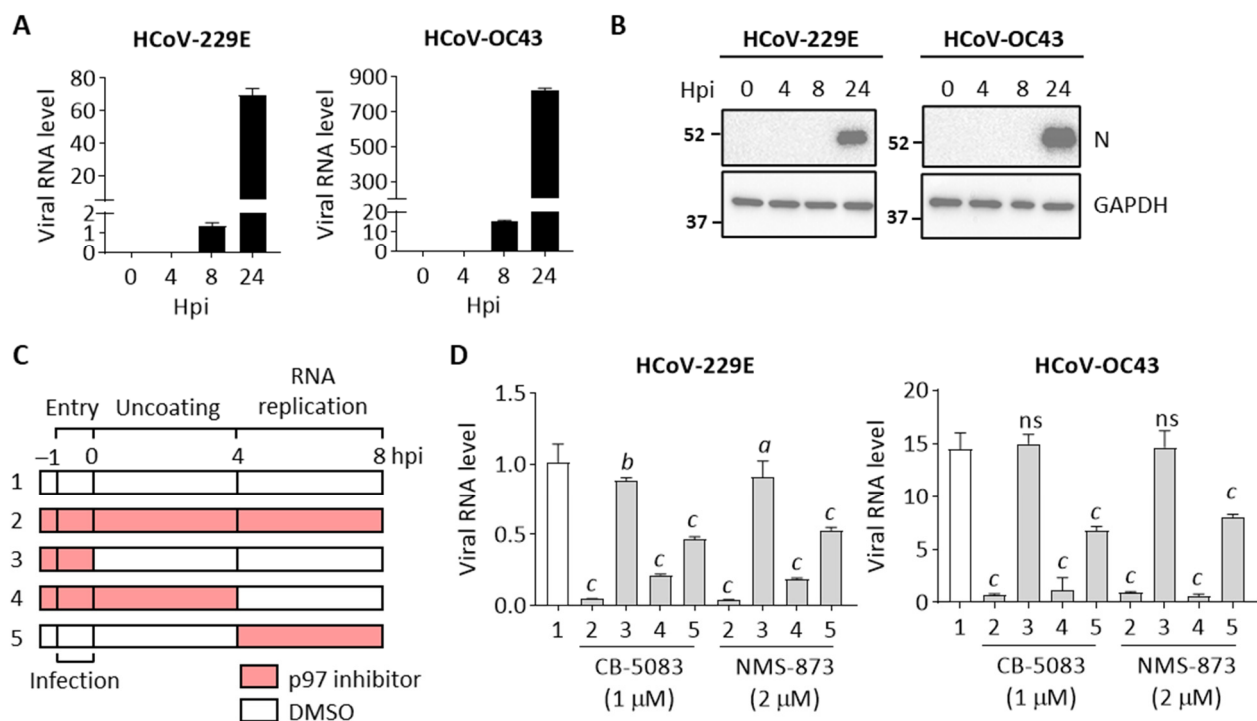 A
HCoV-229E
HCoV-OC43
Viral RNA level
80
60
40
20
2
1
0
0 4 8 24
Hpi
Viral RNA level
900
700
500
300
20
10
0
0 4 8 24
Hpi
B
HCoV-229E
HCoV-OC43
Hpi 0 4 8 24
0 4 8 24
52
52
N
37
37
GAPDH
C
RNA
Entry Uncoating replication
–1 0 4 8 hpi
1
2
3
4
5
Infection
p97 inhibitor
DMSO
D
HCoV-229E
Viral RNA level
1.5
1.0
0.5
0.0
c b c c c a c c
1 2 3 4 5 2 3 4 5
CB-5083
(1 μM)
NMS-873
(2 μM)
HCoV-OC43
Viral RNA level
20
15
10
5
0
c ns c c c ns c c
1 2 3 4 5 2 3 4 5
CB-5083
(1 μM)
NMS-873
(2 μM)